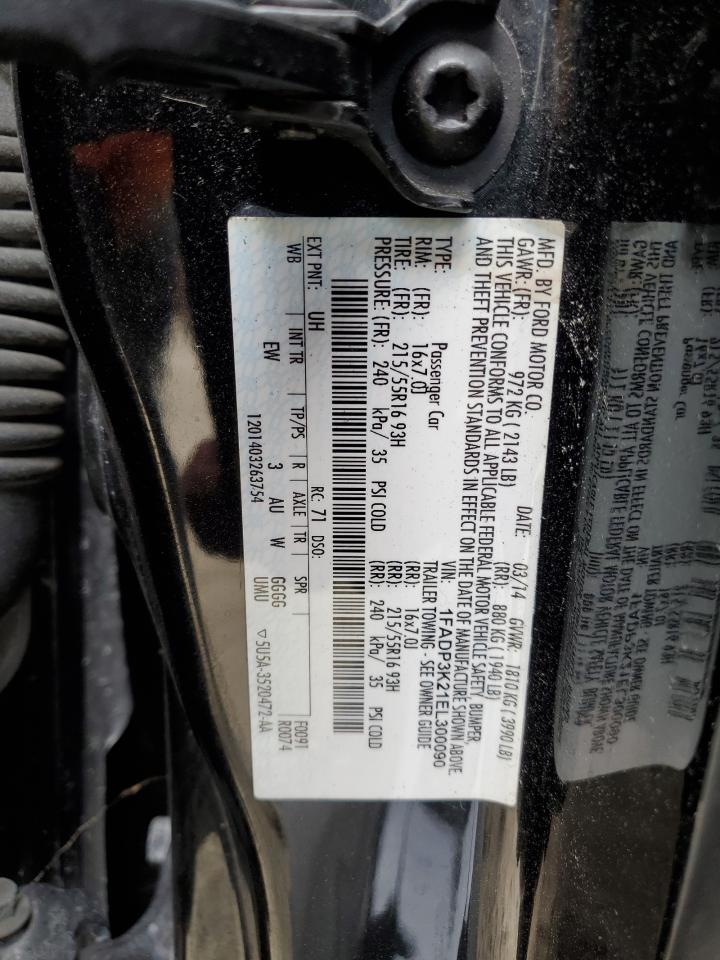 MFD. BY FORD MOTOR CO.
DATE: 03/14 GVWR: 1810 KG ( 3990 LB)
GAWR: (FR): 972 KG ( 2143 LB) (RR): 880 KG ( 1940 LB)
THIS VEHICLE CONFORMS TO ALL APPLICABLE FEDERAL MOTOR VEHICLE SAFETY, BUMPER,
AND THEFT PREVENTION STANDARDS IN EFFECT ON THE DATE OF MANUFACTURE SHOWN ABOVE.
VIN: 1FADP3K21EL300090
TYPE: Passenger Car TRAILER TOWING - SEE OWNER GUIDE
RIM: (FR): 16x7.0J (RR): 16x7.0J
TIRE: (FR): 215/55R16 93H (RR): 215/55R16 93H
PRESSURE: (FR): 240 kPa/ 35 PSI COLD (RR): 240 kPa/ 35 PSI COLD
EXT PNT: UH RC: 71 DSO: F0091
WB INT TR TP/PS R AXLE TR SPR R0074
EW 3 AU W GGGG
UMU
1201403263754 ▽5U5A-3520472-AA